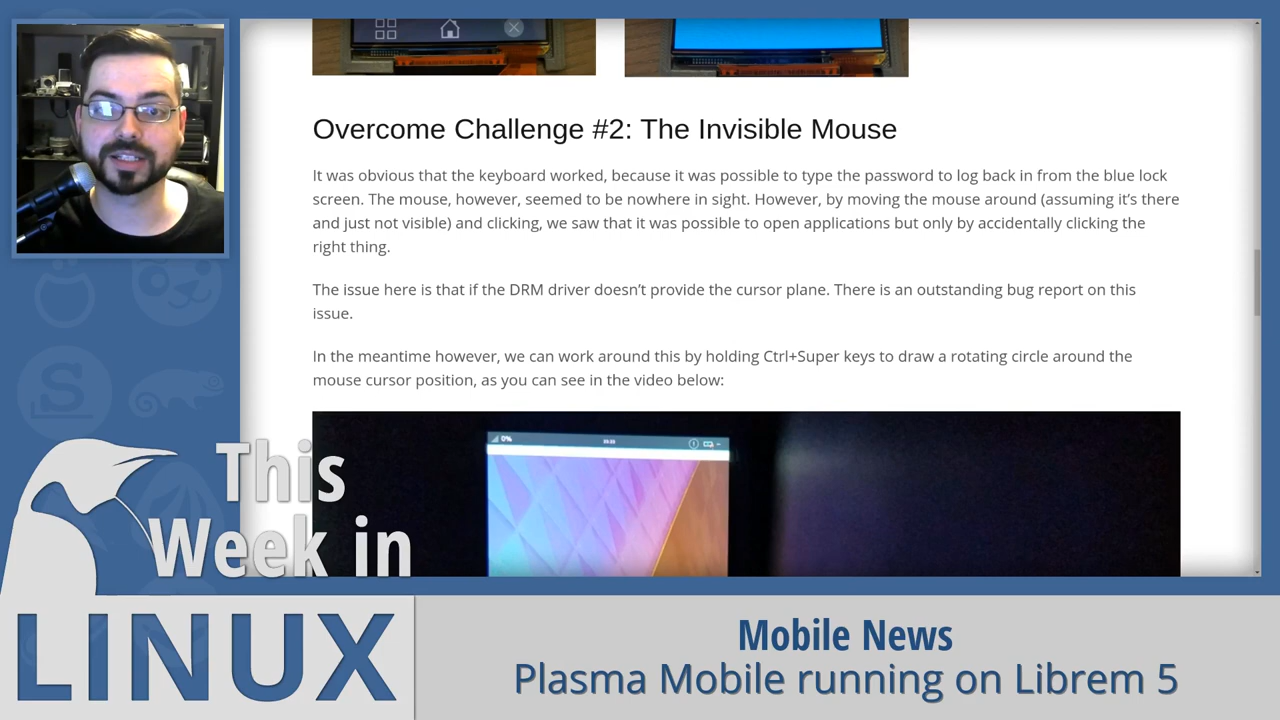 Overcome Challenge #2: The Invisible Mouse
It was obvious that the keyboard worked, because it was possible to type the password to log back in from the blue lock
screen. The mouse, however, seemed to be nowhere in sight. However, by moving the mouse around (assuming it's there
and just not visible) and clicking, we saw that it was possible to open applications but only by accidentally clicking the
right thing.
The issue here is that if the DRM driver doesn't provide the cursor plane. There is an outstanding bug report on this
issue.
In the meantime however, we can work around this by holding Ctrl+Super keys to draw a rotating circle around the
mouse cursor position, as you can see in the video below:
0%
This
Week in
LINUX
Mobile News
Plasma Mobile running on Librem 5